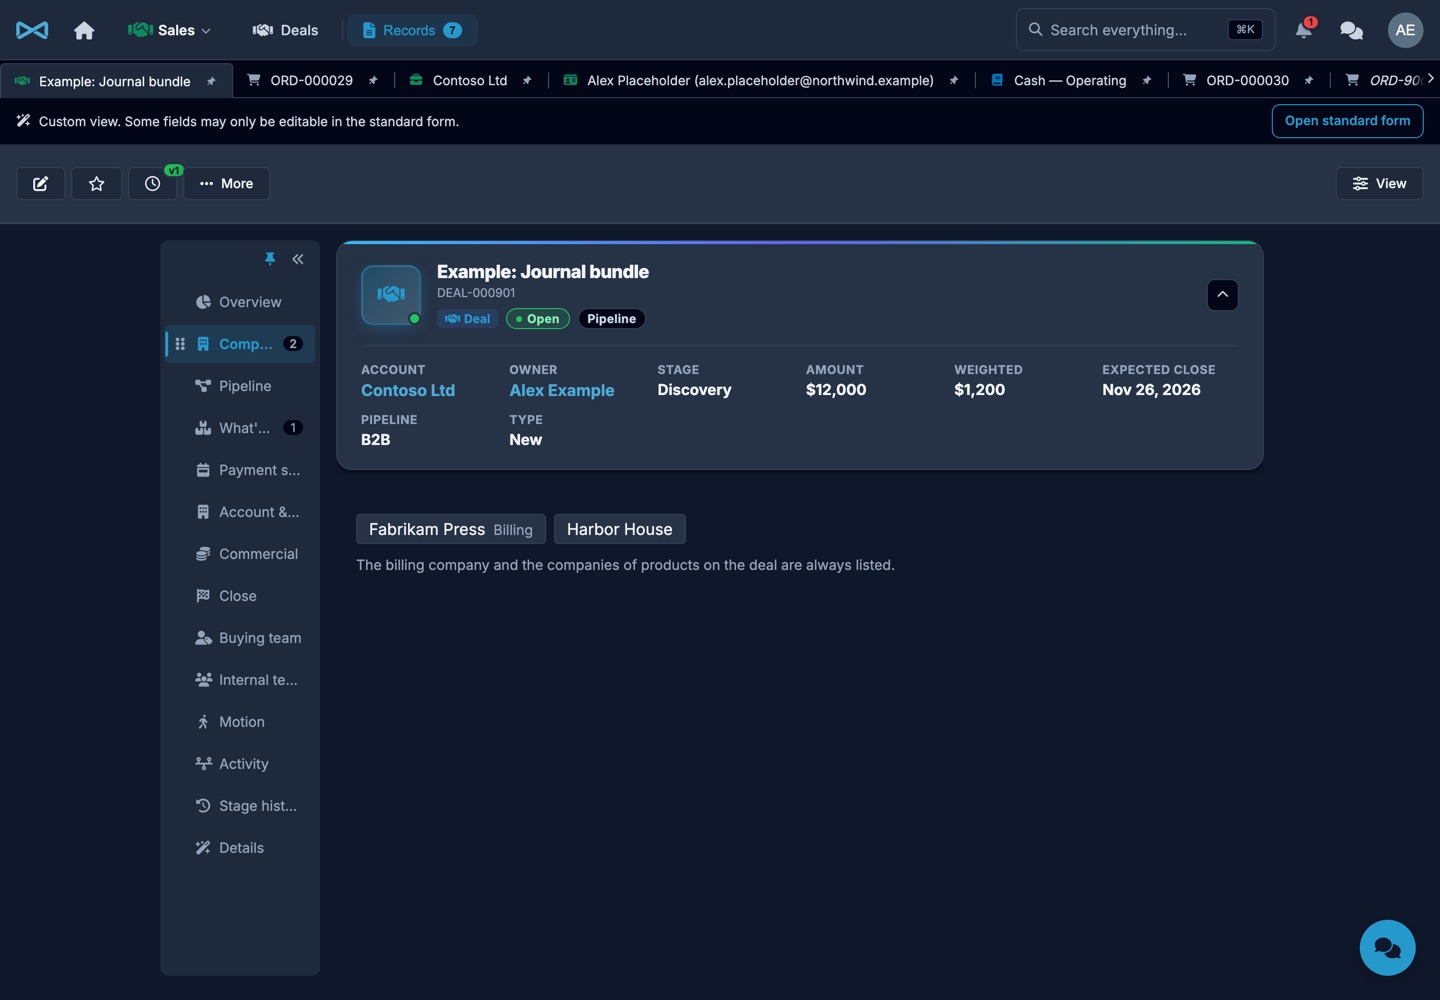 Sales
Deals
Records 7
Search everything... ⌘K
1
AE
Example: Journal bundle
ORD-000029
Contoso Ltd
Alex Placeholder (alex.placeholder@northwind.example)
Cash — Operating
ORD-000030
Custom view. Some fields may only be editable in the standard form.
Open standard form
v1
More
View
Overview
Comp... 2
Pipeline
What'... 1
Payment s...
Account &...
Commercial
Close
Buying team
Internal te...
Motion
Activity
Stage hist...
Details
Example: Journal bundle
DEAL-000901
Deal
Open
Pipeline
ACCOUNT
Contoso Ltd
OWNER
Alex Example
STAGE
Discovery
AMOUNT
$12,000
WEIGHTED
$1,200
EXPECTED CLOSE
Nov 26, 2026
PIPELINE
B2B
TYPE
New
Fabrikam Press Billing
Harbor House
The billing company and the companies of products on the deal are always listed.